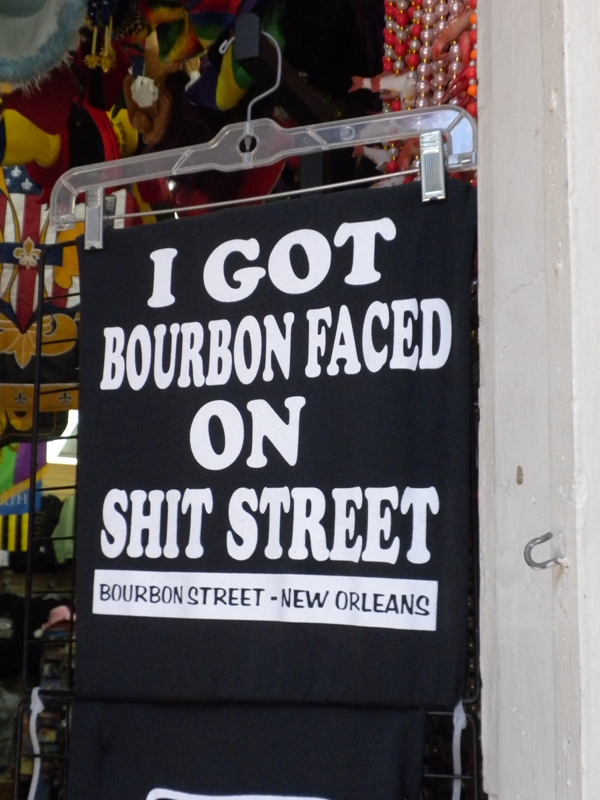 I GOT
BOURBON FACED
ON
SHIT STREET
BOURBON STREET - NEW ORLEANS